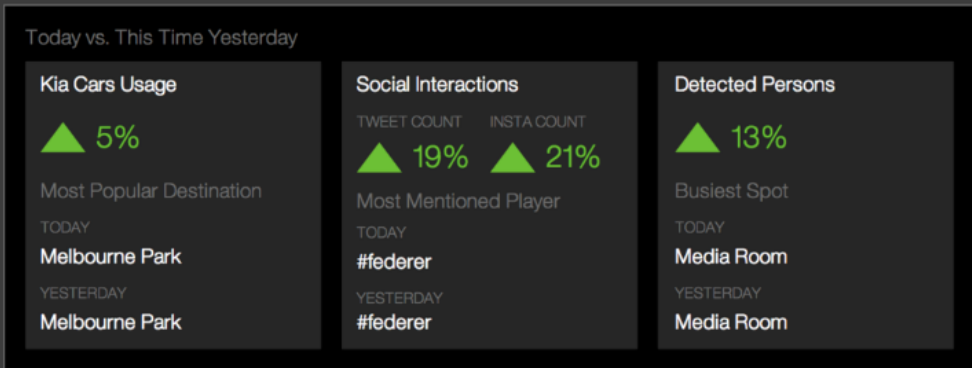 Today vs. This Time Yesterday
Kia Cars Usage
5%
Most Popular Destination
TODAY
Melbourne Park
YESTERDAY
Melbourne Park
Social Interactions
TWEET COUNT INSTA COUNT
19% 21%
Most Mentioned Player
TODAY
#federer
YESTERDAY
#federer
Detected Persons
13%
Busiest Spot
TODAY
Media Room
YESTERDAY
Media Room